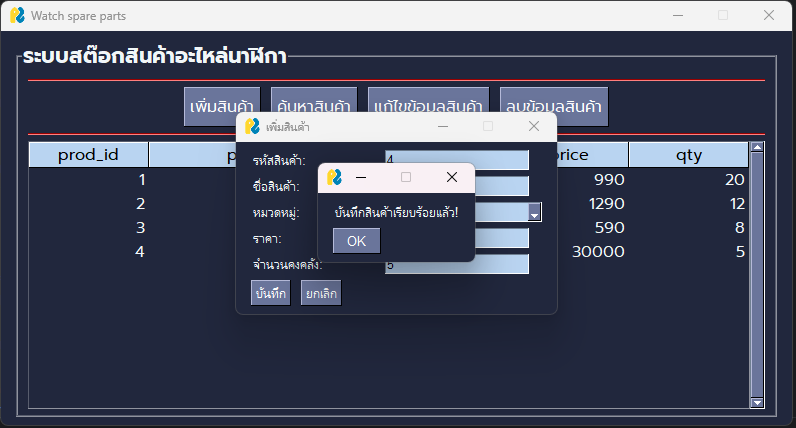 Watch spare parts
ระบบสต๊อกสินค้าอะไหล่นาฬิกา
เพิ่มสินค้า ค้นหาสินค้า แก้ไขข้อมูลสินค้า ลบข้อมูลสินค้า
เพิ่มสินค้า
prod_id price qty
รหัสสินค้า: 4
1 990 20
ชื่อสินค้า:
2 หมวดหมู่: 1290 12
บันทึกสินค้าเรียบร้อยแล้ว!
3 ราคา: 590 8
OK
4 30000 5
จำนวนคงคลัง: 5
บันทึก ยกเลิก